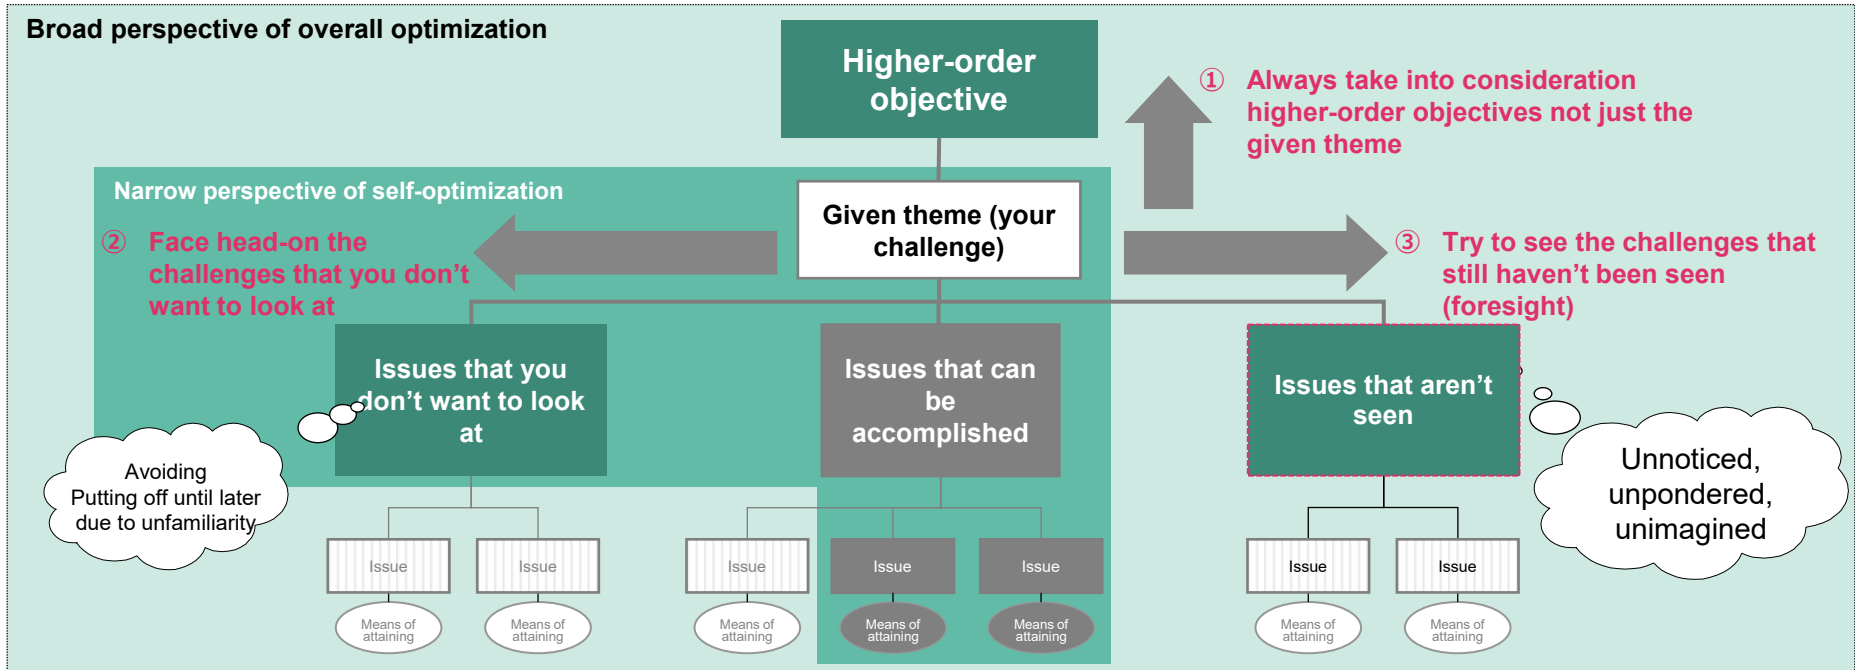 Broad perspective of overall optimization
Higher-order
objective
① Always take into consideration
higher-order objectives not just the
given theme
Narrow perspective of self-optimization
Given theme (your
challenge)
② Face head-on the
challenges that you don't
want to look at
③ Try to see the challenges that
still haven't been seen
(foresight)
Issues that you
don't want to look
at
Issues that can
be
accomplished
Issues that aren't
seen
Avoiding
Putting off until later
due to unfamiliarity
Unnoticed,
unpondered,
unimagined
Issue
Issue
Issue
Issue
Issue
Issue
Issue
Means of
attaining
Means of
attaining
Means of
attaining
Means of
attaining
Means of
attaining
Means of
attaining
Means of
attaining